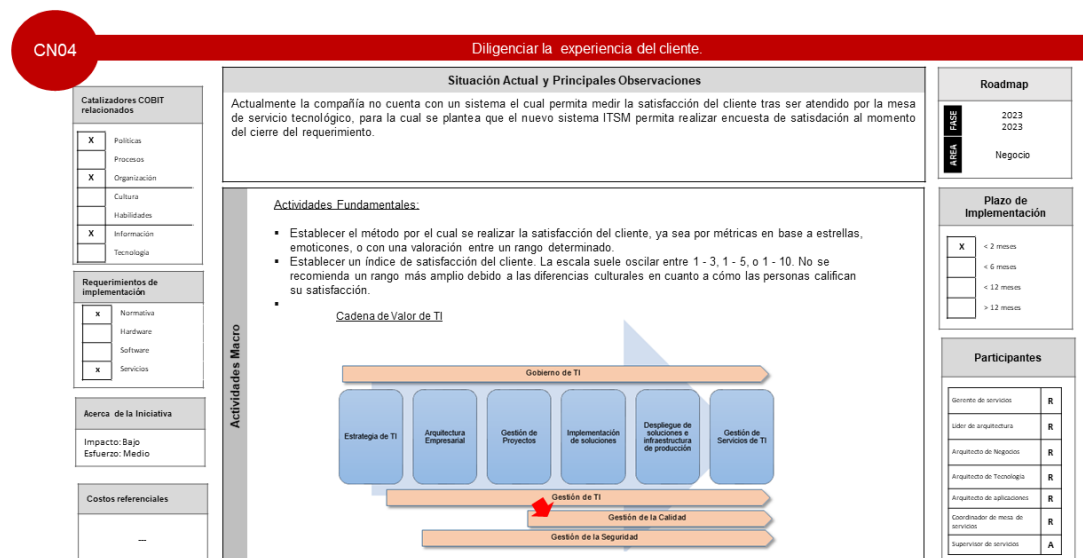 CN04
Diligenciar la experiencia del cliente.
Catalizadores COBIT
relacionados
X Políticas
Procesos
X Organización
Cultura
Habilidades
X Información
Tecnología
Requerimientos de
implementación
x Normativa
Hardware
Software
x Servicios
Acerca de la Iniciativa
Impacto: Bajo
Esfuerzo: Medio
Costos referenciales
---
Situación Actual y Principales Observaciones
Actualmente la compañía no cuenta con un sistema el cual permita medir la satisfacción del cliente tras ser atendido por la mesa
de servicio tecnológico, para la cual se plantea que el nuevo sistema ITSM permita realizar encuesta de satisdación al momento
del cierre del requerimiento.
Actividades Macro
Actividades Fundamentales:
▪ Establecer el método por el cual se realizar la satisfacción del cliente, ya sea por métricas en base a estrellas,
emoticones, o con una valoración entre un rango determinado.
▪ Establecer un índice de satisfacción del cliente. La escala suele oscilar entre 1 - 3, 1 - 5, o 1 - 10. No se
recomienda un rango más amplio debido a las diferencias culturales en cuanto a cómo las personas califican
su satisfacción.
▪
Cadena de Valor de TI
Gobierno de TI
Estrategia de TI
Arquitectura
Empresarial
Gestión de
Proyectos
Implementación
de soluciones
Despliegue de
soluciones e
infraestructura
de producción
Gestión de
Servicios de TI
Gestión de TI
Gestión de la Calidad
Gestión de la Seguridad
Roadmap
FASE
2023
2023
AREA
Negocio
Plazo de
Implementación
X < 2 meses
< 6 meses
< 12 meses
> 12 meses
Participantes
Gerente de servicios R
Lider de arquitectura R
Arquitecto de Negocios R
Arquitecto de Tecnología R
Arquitecto de aplicaciones R
Coordinador de mesa de
servicios R
Supervisor de servicios A